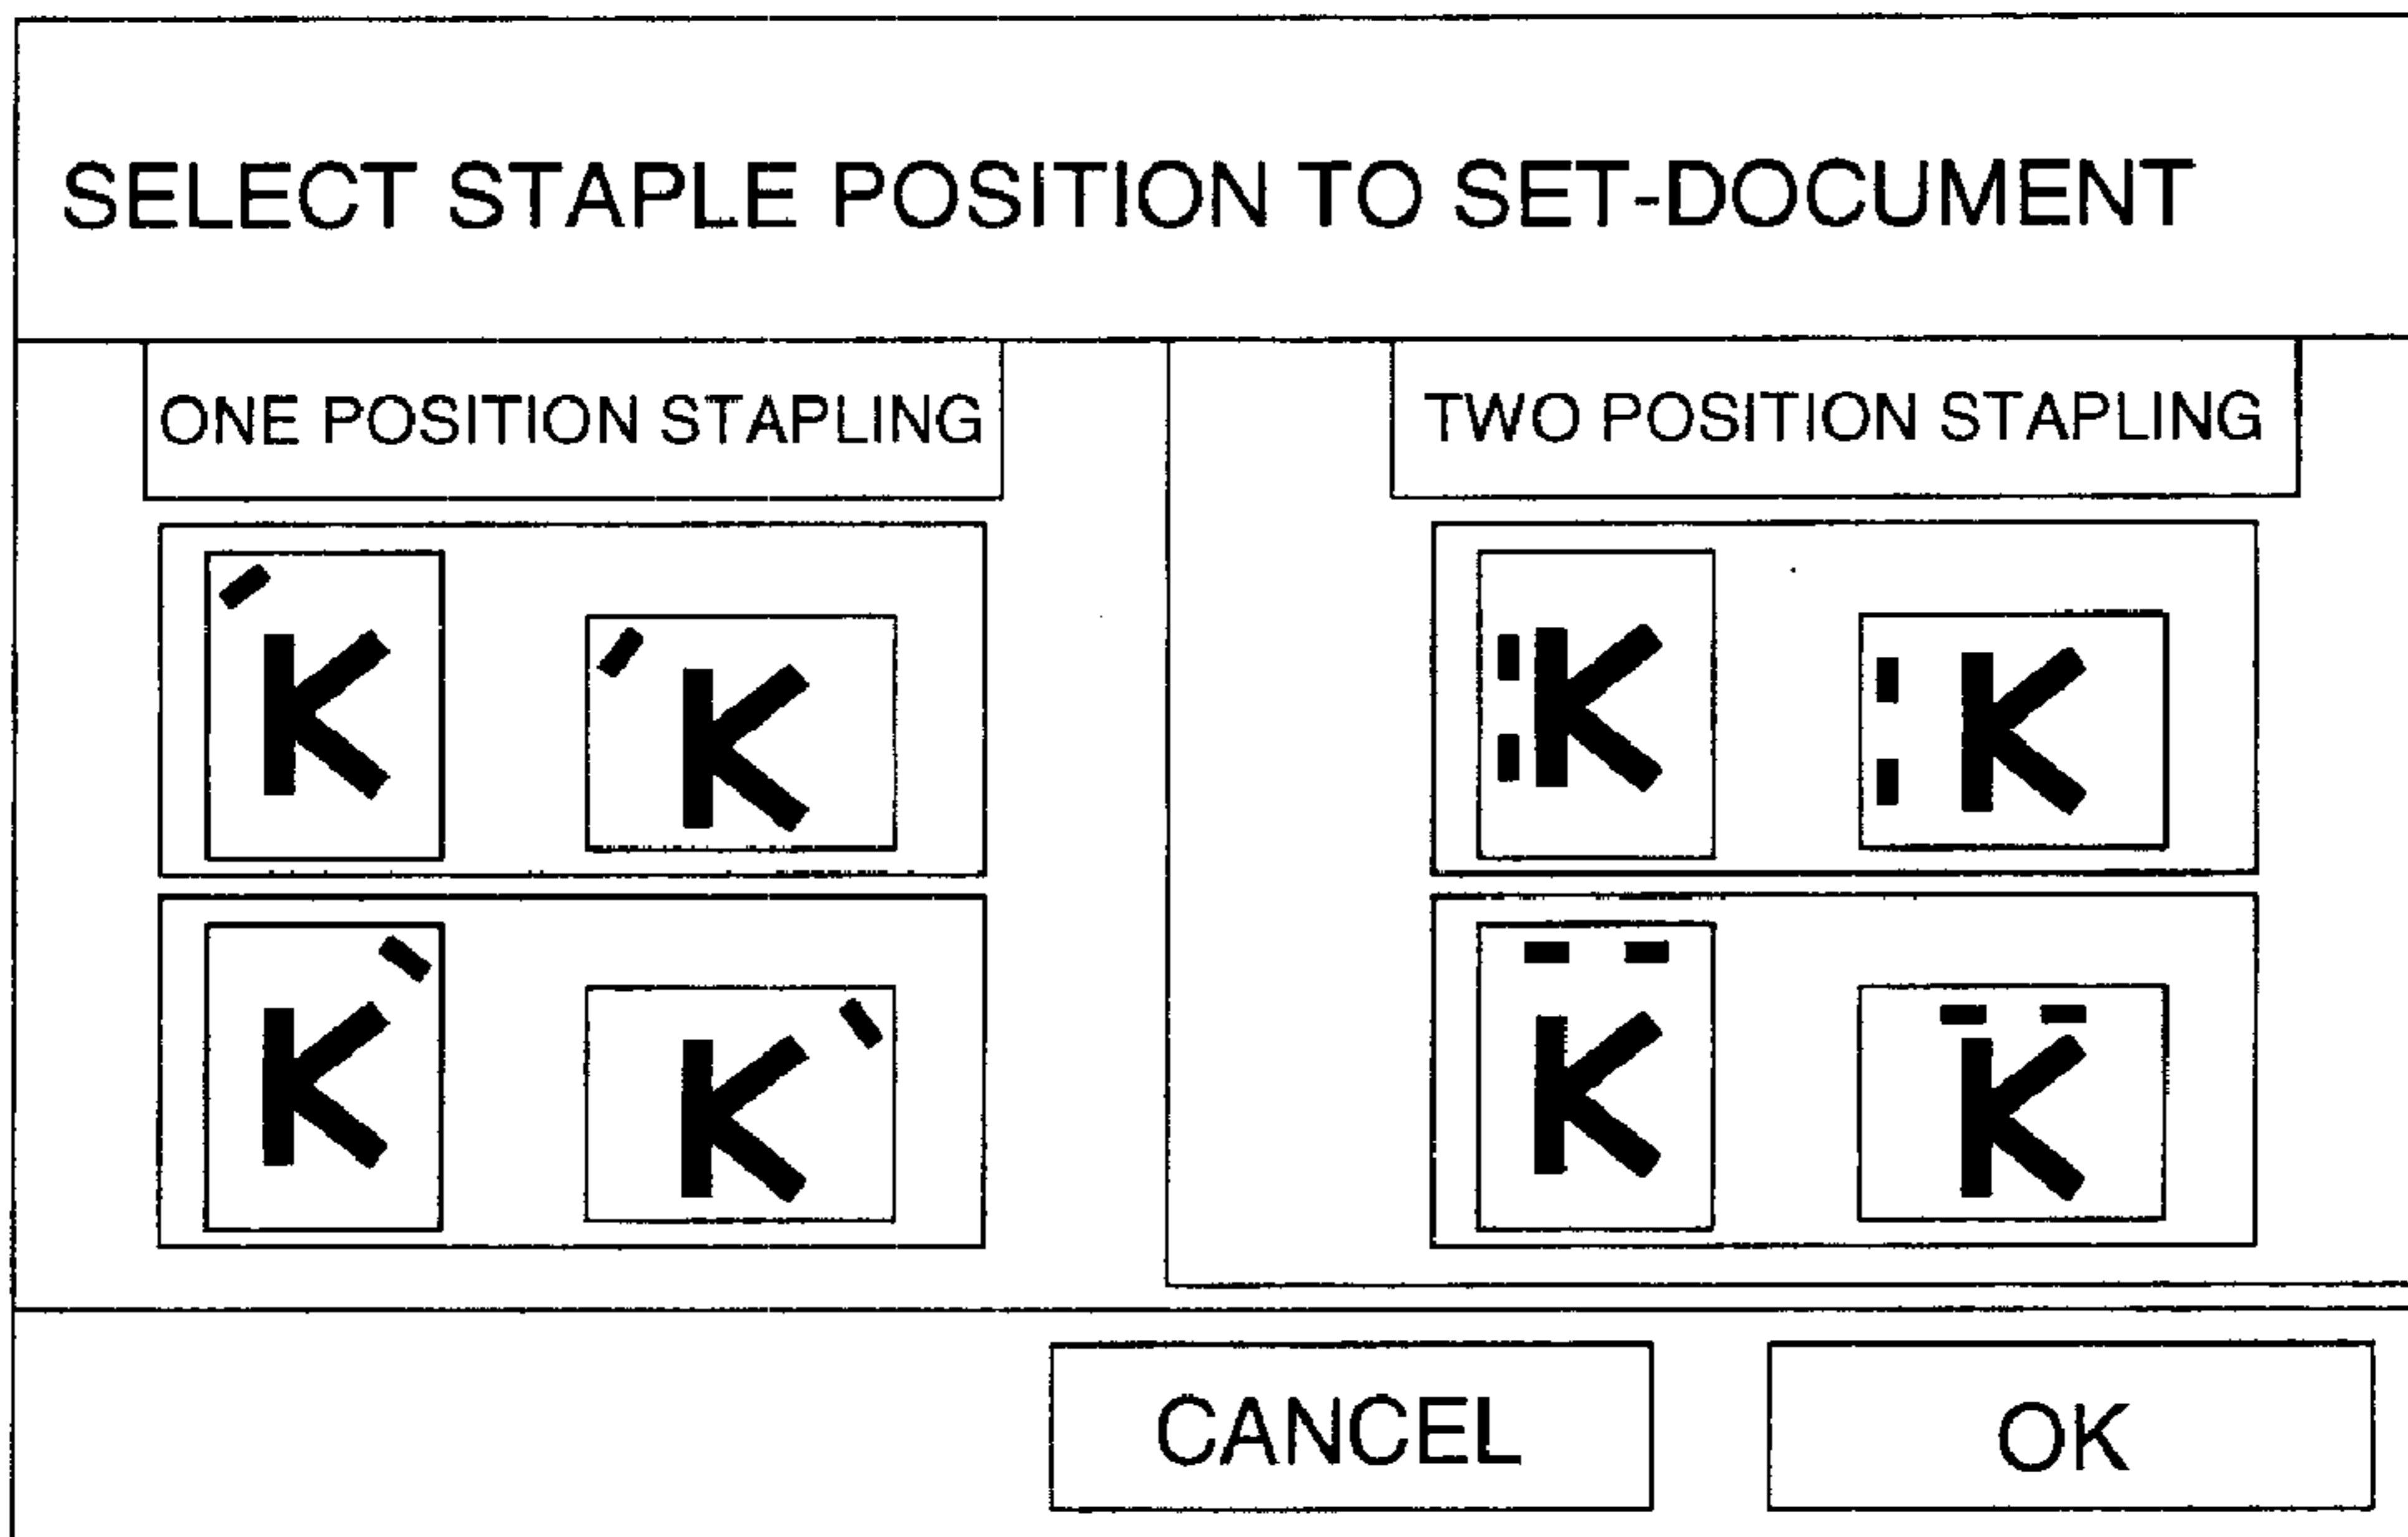 SELECT STAPLE POSITION TO SET-DOCUMENT
ONE POSITION STAPLING
TWO POSITION STAPLING
K K
K K
K K
K K
CANCEL
OK